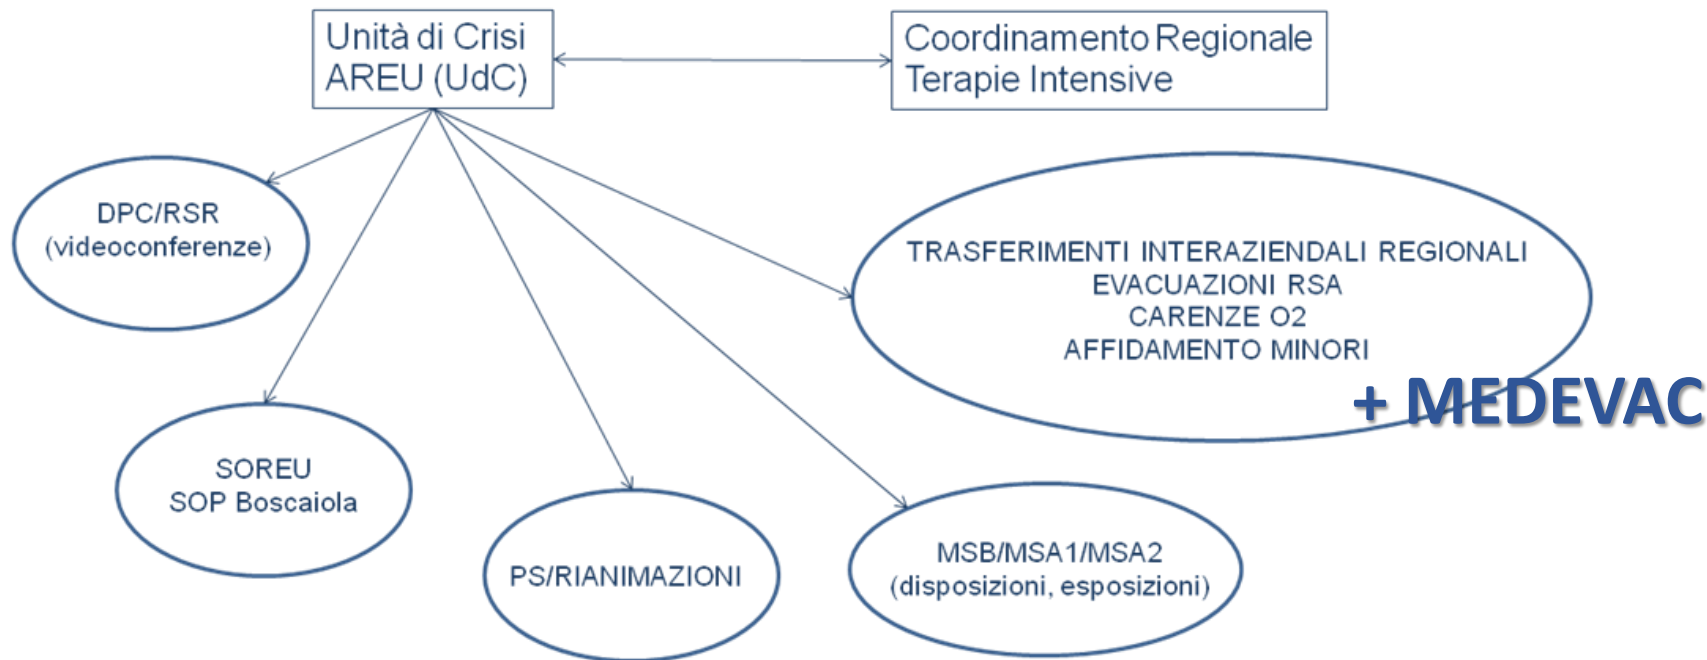 Unità di Crisi
AREU (UdC)
Coordinamento Regionale
Terapie Intensive
DPC/RSR
(videoconferenze)
TRASFERIMENTI INTERAZIENDALI REGIONALI
EVACUAZIONI RSA
CARENZE O2
AFFIDAMENTO MINORI
+ MEDEVAC
SOREU
SOP Boscaiola
PS/RIANIMAZIONI
MSB/MSA1/MSA2
(disposizioni, esposizioni)